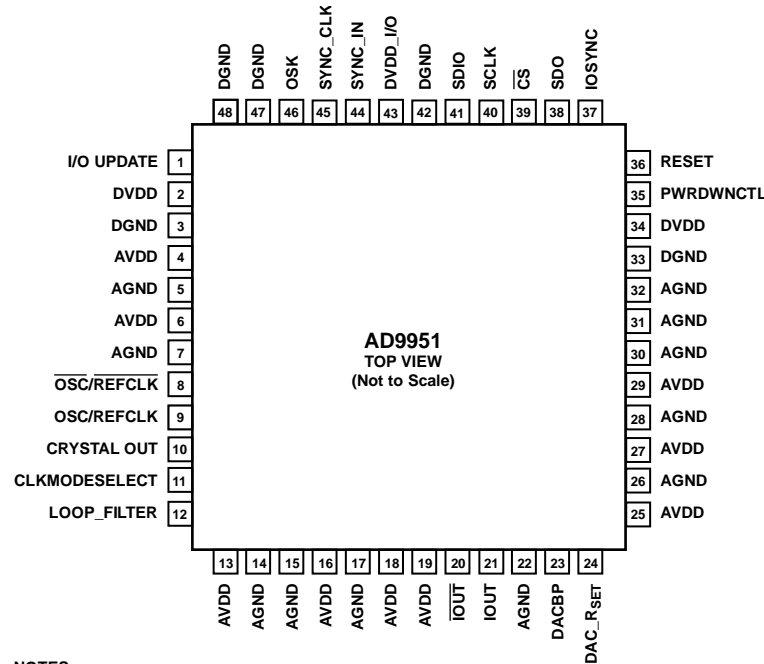 DGND
DGND
OSK
SYNC_CLK
SYNC_IN
DVDD_I/O
DGND
SDIO
SCLK
CS
SDO
IOSYNC
48 47 46 45 44 43 42 41 40 39 38 37
I/O UPDATE 1
DVDD 2
DGND 3
AVDD 4
AGND 5
AVDD 6
AGND 7
OSC/REFCLK 8
OSC/REFCLK 9
CRYSTAL OUT 10
CLKMODESELECT 11
LOOP_FILTER 12
AD9951
TOP VIEW
(Not to Scale)
36 RESET
35 PWRDWNCTL
34 DVDD
33 DGND
32 AGND
31 AGND
30 AGND
29 AVDD
28 AGND
27 AVDD
26 AGND
25 AVDD
13 14 15 16 17 18 19 20 21 22 23 24
AVDD
AGND
AGND
AVDD
AGND
AVDD
AVDD
IOUT
IOUT
AGND
DACBP
DAC_RSET